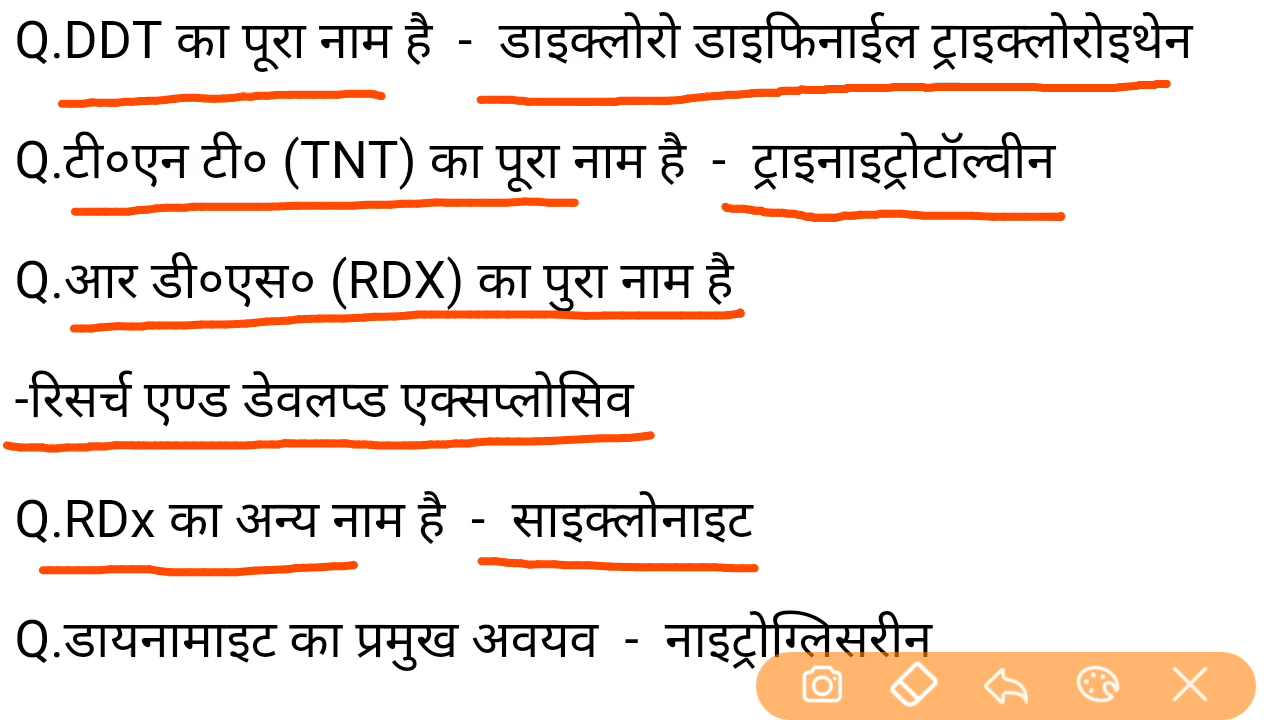 Q.DDT का पूरा नाम है - डाइक्लोरो डाइफिनाईल ट्राइक्लोरोइथेन
Q.टी०एन टी० (TNT) का पूरा नाम है - ट्राइनाइट्रोटॉल्वीन
Q.आर डी०एस० (RDX) का पुरा नाम है
-रिसर्च एण्ड डेवलप्ड एक्सप्लोसिव
Q.RDx का अन्य नाम है - साइक्लोनाइट
Q.डायनामाइट का प्रमुख अवयव - नाइट्रोग्लिसरीन